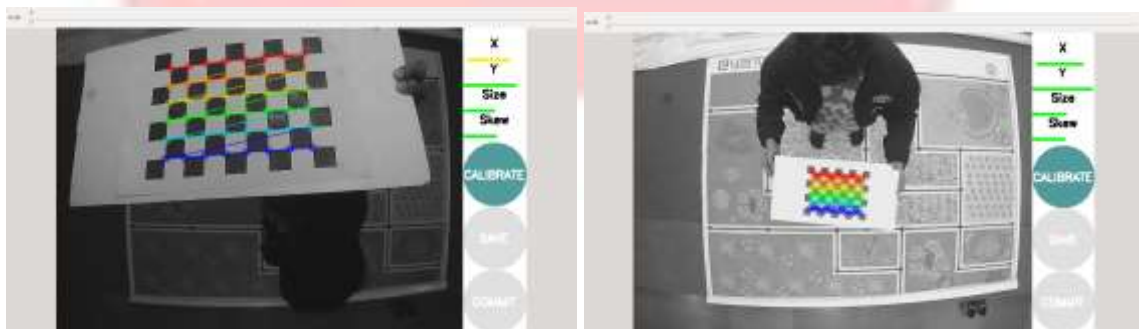 X
Y
Size
Skew
CALIBRATE
SAVE
COMMIT
X
Y
Size
Skew
CALIBRATE
SAVE
COMMIT